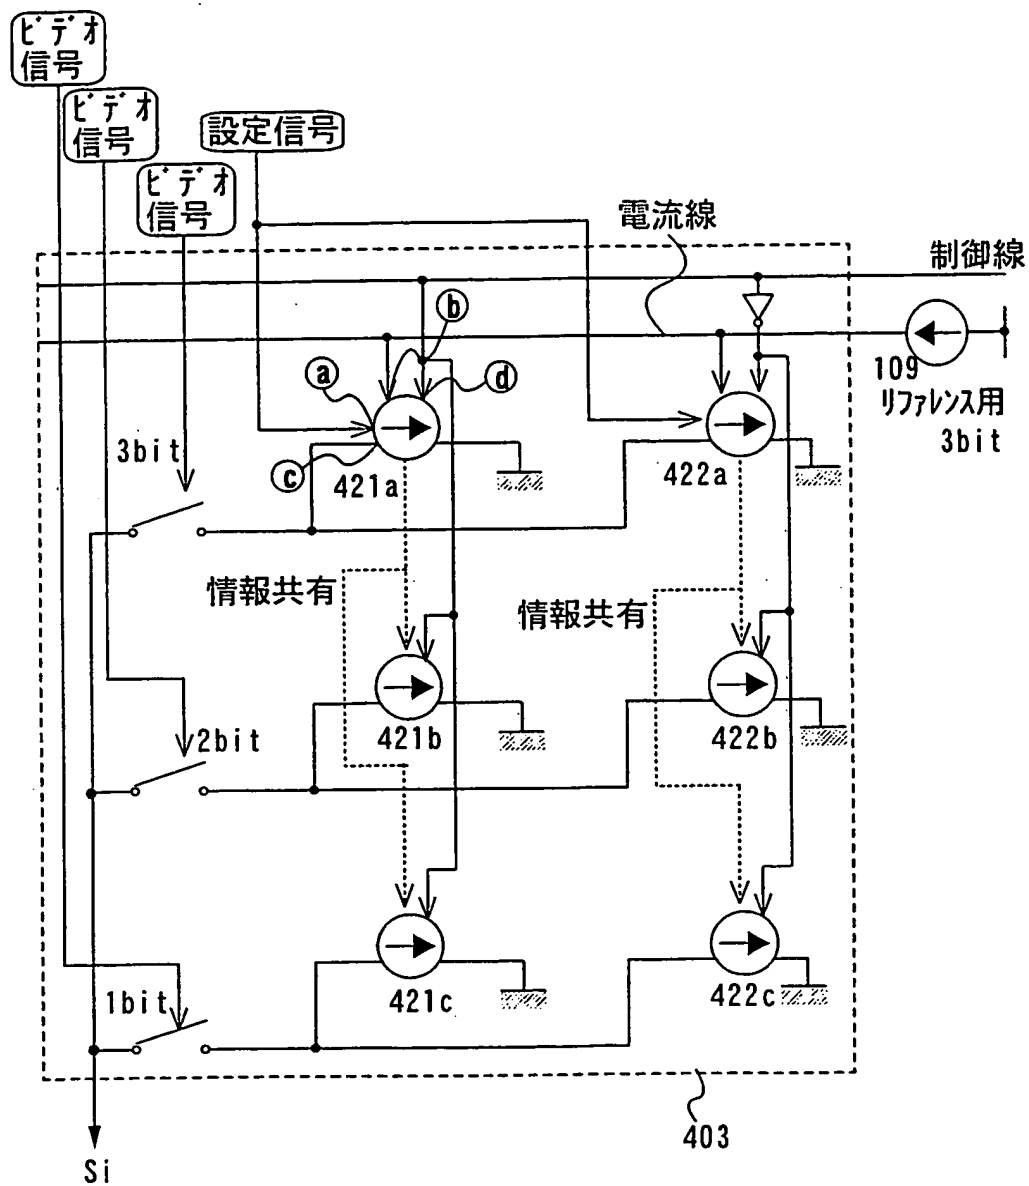 ビデオ
信号
ビデオ
信号
設定信号
ビデオ
信号
電流線
制御線
ⓑ
ⓐ
ⓓ
109
リファレンス用
3bit
3bit
ⓒ
421a
422a
情報共有
情報共有
2bit
421b
422b
1bit
421c
422c
403
Si